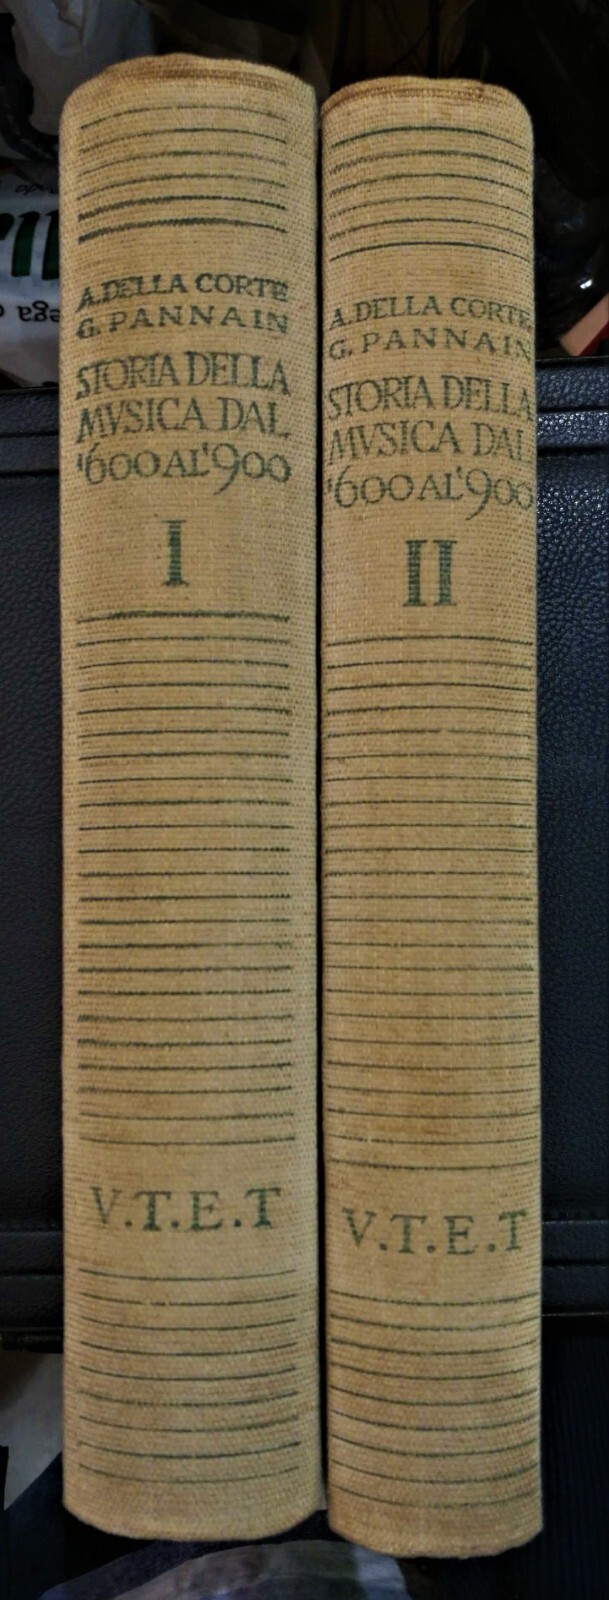 A. DELLA CORTE
G. PANNAIN
STORIA DELLA
MVSICA DAL
'600 AL '900
I
V.T.E.T
A. DELLA CORTE
G. PANNAIN
STORIA DELLA
MVSICA DAL
'600 AL '900
II
V.T.E.T